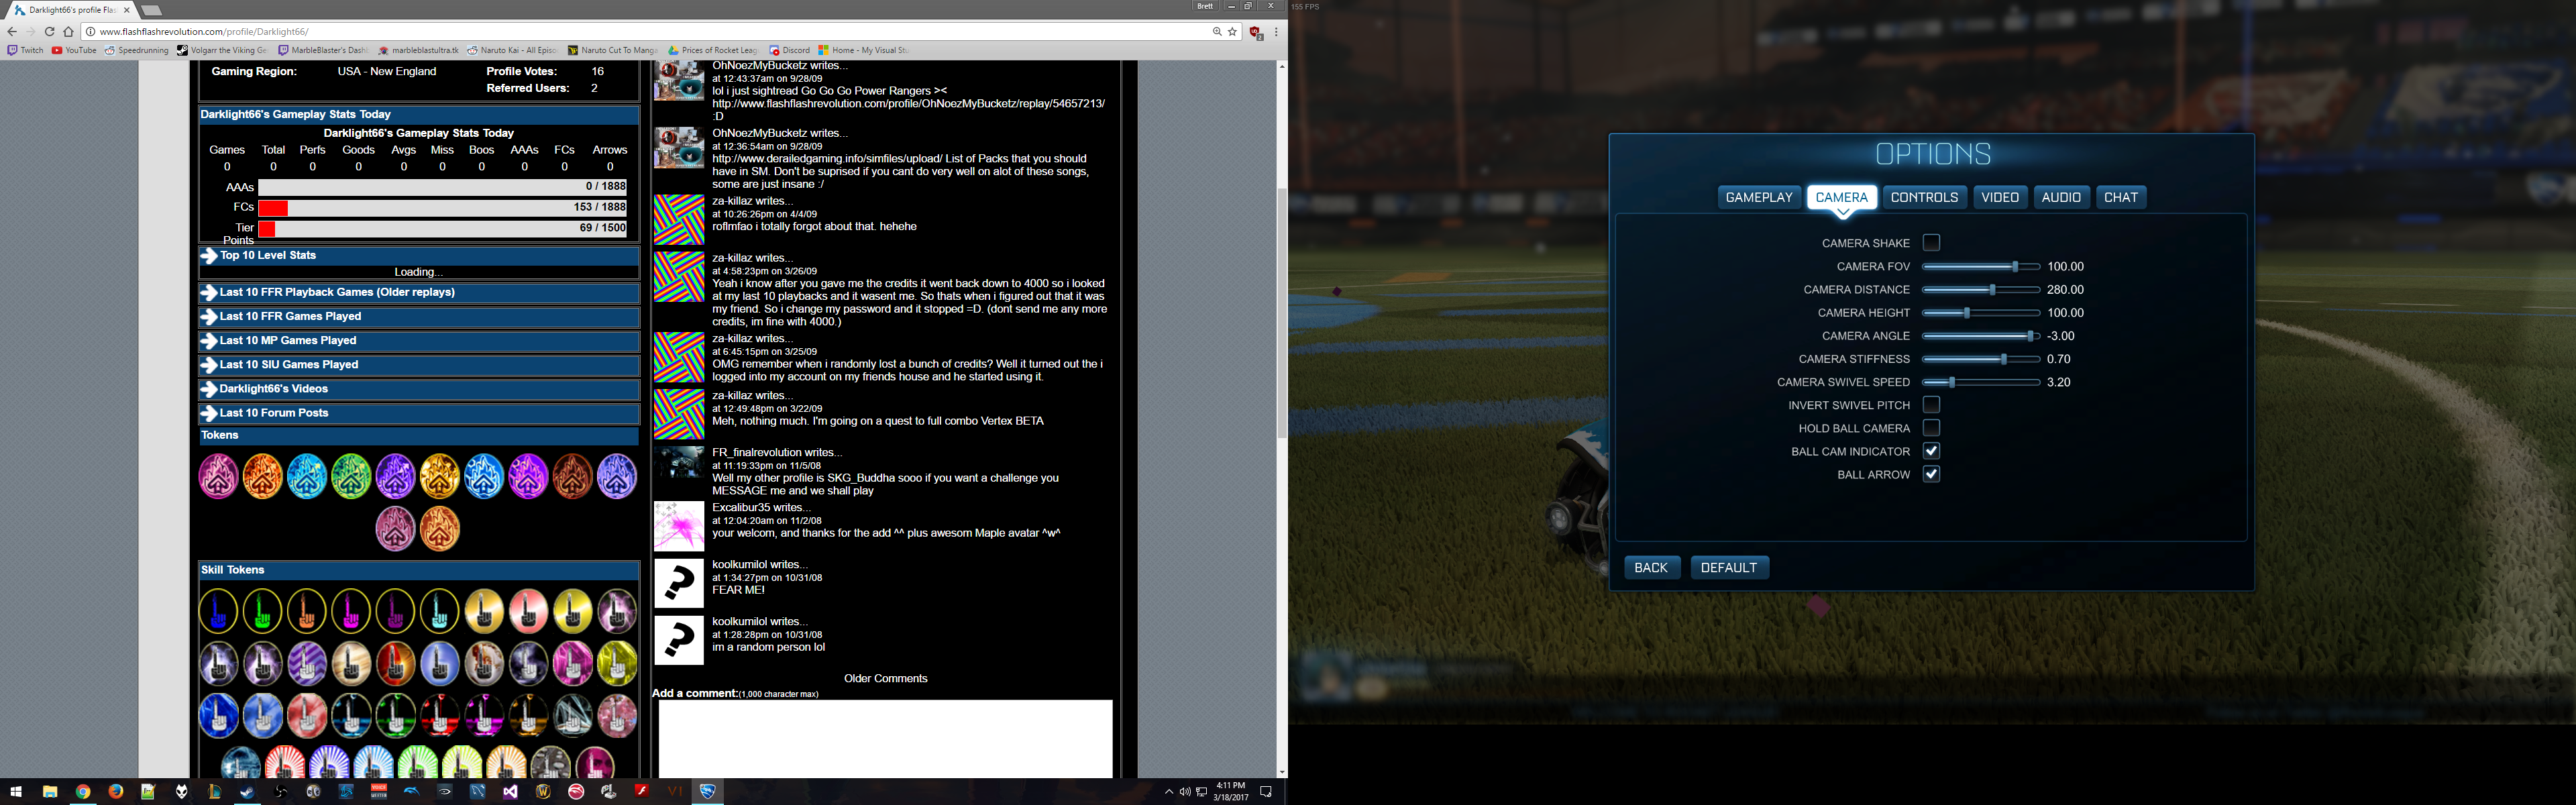 Darklight66's profile Flas
Brett
www.flashflashrevolution.com/profile/Darklight66/
Twitch
YouTube
Speedrunning
Volgarr the Viking Ge
MarbleBlaster's Dash
marbleblastultra.tk
Naruto Kai - All Episo
Naruto Cut To Manga
Prices of Rocket Leag
Discord
Home - My Visual Stu
Gaming Region: USA - New England
Profile Votes: 16
Referred Users: 2
Darklight66's Gameplay Stats Today
Darklight66's Gameplay Stats Today
Games Total Perfs Goods Avgs Miss Boos AAAs FCs Arrows
0 0 0 0 0 0 0 0 0 0
AAAs 0 / 1888
FCs 153 / 1888
Tier Points 69 / 1500
Top 10 Level Stats
Loading...
Last 10 FFR Playback Games (Older replays)
Last 10 FFR Games Played
Last 10 MP Games Played
Last 10 SIU Games Played
Darklight66's Videos
Last 10 Forum Posts
Tokens
Skill Tokens
OhNoezMyBucketz writes...
at 12:43:37am on 9/28/09
lol i just sightread Go Go Go Power Rangers ><
http://www.flashflashrevolution.com/profile/OhNoezMyBucketz/replay/54657213/
:D
OhNoezMyBucketz writes...
at 12:36:54am on 9/28/09
http://www.derailedgaming.info/simfiles/upload/ List of Packs that you should
have in SM. Don't be suprised if you cant do very well on alot of these songs,
some are just insane :/
za-killaz writes...
at 10:26:26pm on 4/4/09
roflmfao i totally forgot about that. hehehe
za-killaz writes...
at 4:58:23pm on 3/26/09
Yeah i know after you gave me the credits it went back down to 4000 so i looked
at my last 10 playbacks and it wasent me. So thats when i figured out that it was
my friend. So i change my password and it stopped =D. (dont send me any more
credits, im fine with 4000.)
za-killaz writes...
at 6:45:15pm on 3/25/09
OMG remember when i randomly lost a bunch of credits? Well it turned out the i
logged into my account on my friends house and he started using it.
za-killaz writes...
at 12:49:48pm on 3/22/09
Meh, nothing much. I'm going on a quest to full combo Vertex BETA
FR_finalrevolution writes...
at 11:19:33pm on 11/5/08
Well my other profile is SKG_Buddha sooo if you want a challenge you
MESSAGE me and we shall play
Excalibur35 writes...
at 12:04:20am on 11/2/08
your welcom, and thanks for the add ^^ plus awesom Maple avatar ^w^
koolkumilol writes...
at 1:34:27pm on 10/31/08
FEAR ME!
koolkumilol writes...
at 1:28:28pm on 10/31/08
im a random person lol
Older Comments
Add a comment:(1,000 character max)
4:11 PM
3/18/2017
155 FPS
OPTIONS
GAMEPLAY CAMERA CONTROLS VIDEO AUDIO CHAT
CAMERA SHAKE
CAMERA FOV 100.00
CAMERA DISTANCE 280.00
CAMERA HEIGHT 100.00
CAMERA ANGLE -3.00
CAMERA STIFFNESS 0.70
CAMERA SWIVEL SPEED 3.20
INVERT SWIVEL PITCH
HOLD BALL CAMERA
BALL CAM INDICATOR
BALL ARROW
BACK DEFAULT